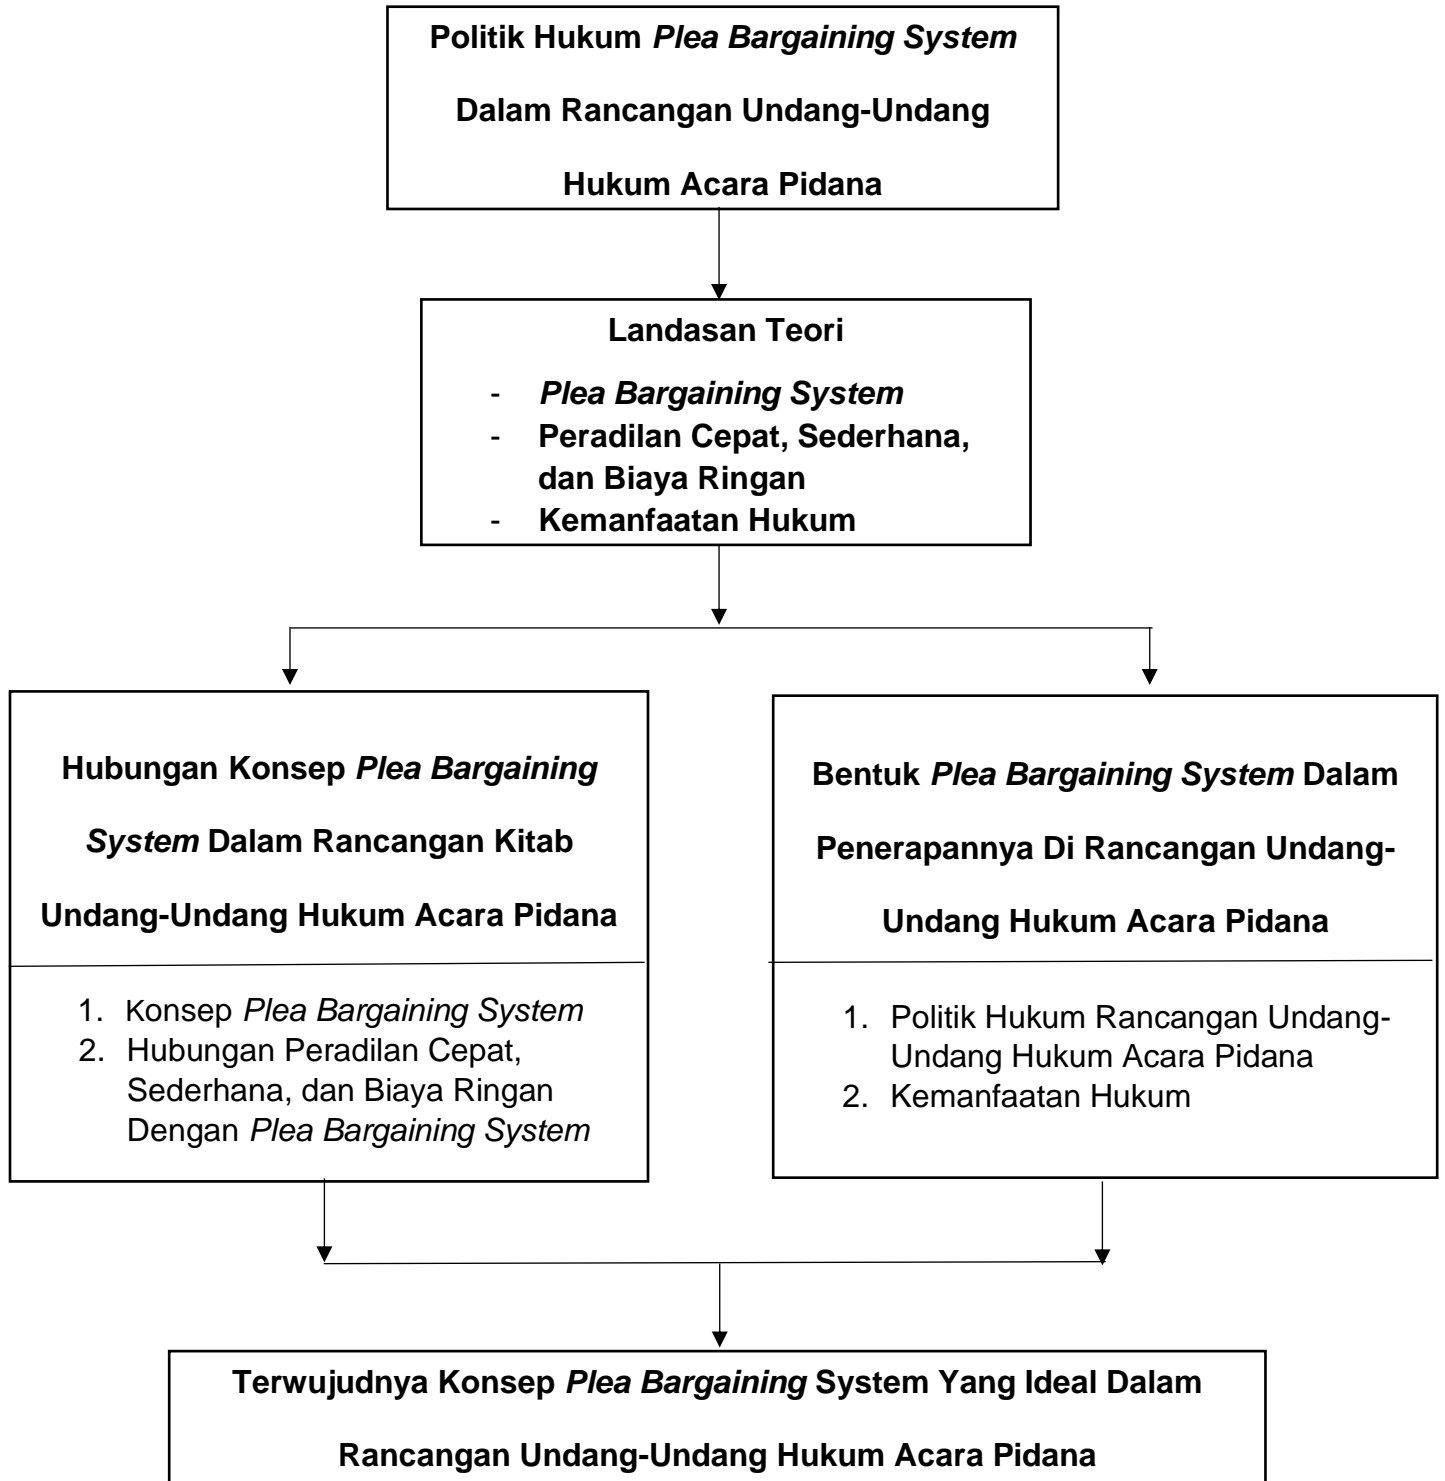 Politik Hukum Plea Bargaining System
Dalam Rancangan Undang-Undang
Hukum Acara Pidana
Landasan Teori
- Plea Bargaining System
- Peradilan Cepat, Sederhana,
dan Biaya Ringan
- Kemanfaatan Hukum
Hubungan Konsep Plea Bargaining
System Dalam Rancangan Kitab
Undang-Undang Hukum Acara Pidana
1. Konsep Plea Bargaining System
2. Hubungan Peradilan Cepat,
Sederhana, dan Biaya Ringan
Dengan Plea Bargaining System
Bentuk Plea Bargaining System Dalam
Penerapannya Di Rancangan Undang-
Undang Hukum Acara Pidana
1. Politik Hukum Rancangan Undang-
Undang Hukum Acara Pidana
2. Kemanfaatan Hukum
Terwujudnya Konsep Plea Bargaining System Yang Ideal Dalam
Rancangan Undang-Undang Hukum Acara Pidana